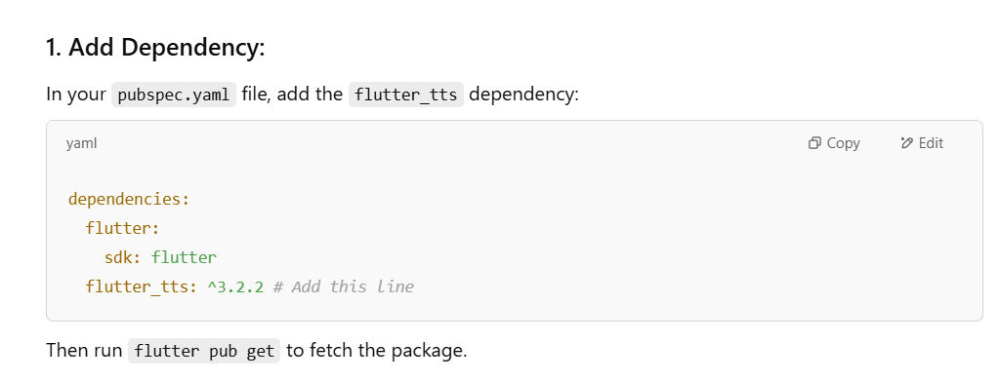 1. Add Dependency:
In your pubspec.yaml file, add the flutter_tts dependency:
yaml Copy Edit
dependencies:
  flutter:
    sdk: flutter
  flutter_tts: ^3.2.2 # Add this line
Then run flutter pub get to fetch the package.